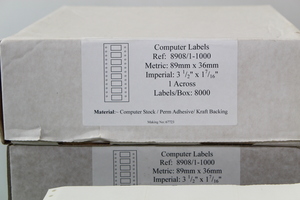 Computer Labels
Ref: 8908/1-1000
Metric: 89mm x 36mm
Imperial: 3 1/2" x 1 7/16"
1 Across
Labels/Box: 8000
Material:- Computer Stock / Perm Adhesive/ Kraft Backing
Computer Labels
Ref: 8908/1-1000
Metric: 89mm x 36mm
Imperial: 3 1/2" x 1 7/16"